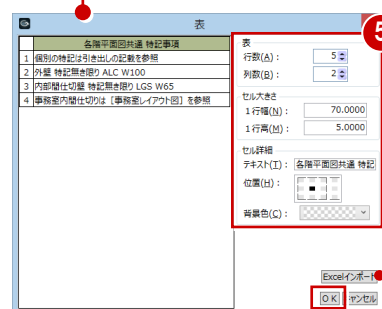 表
5
各階平面図共通 特記事項
1 個別の特記は引き出しの記載を参照
2 外壁 特記無き限り ALC W100
3 内部間仕切壁 特記無き限り LGS W65
4 事務室内間仕切りは［事務室レイアウト図］を参照
表
行数(A)： 5
列数(B)： 2
セル大きさ
1行幅(N)： 70.0000
1行高(M)： 5.0000
セル詳細
テキスト(T)： 各階平面図共通 特記
位置(H)：
背景色(C)：
Excelインポート
OK
ャンセル